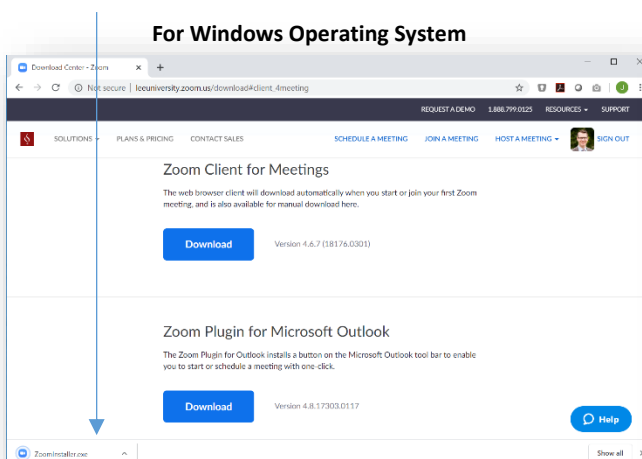 For Windows Operating System
Download Center - Zoom
Not secure | leeuniversity.zoom.us/download#client_4meeting
J
REQUEST A DEMO 1.888.799.0125 RESOURCES SUPPORT
SOLUTIONS PLANS & PRICING CONTACT SALES SCHEDULE A MEETING JOIN A MEETING HOST A MEETING SIGN OUT
Zoom Client for Meetings
The web browser client will download automatically when you start or join your first Zoom
meeting, and is also available for manual download here.
Download Version 4.6.7 (18176.0301)
Zoom Plugin for Microsoft Outlook
The Zoom Plugin for Outlook installs a button on the Microsoft Outlook tool bar to enable
you to start or schedule a meeting with one-click.
Download Version 4.8.17303.0117
Help
ZoomInstaller.exe Show all